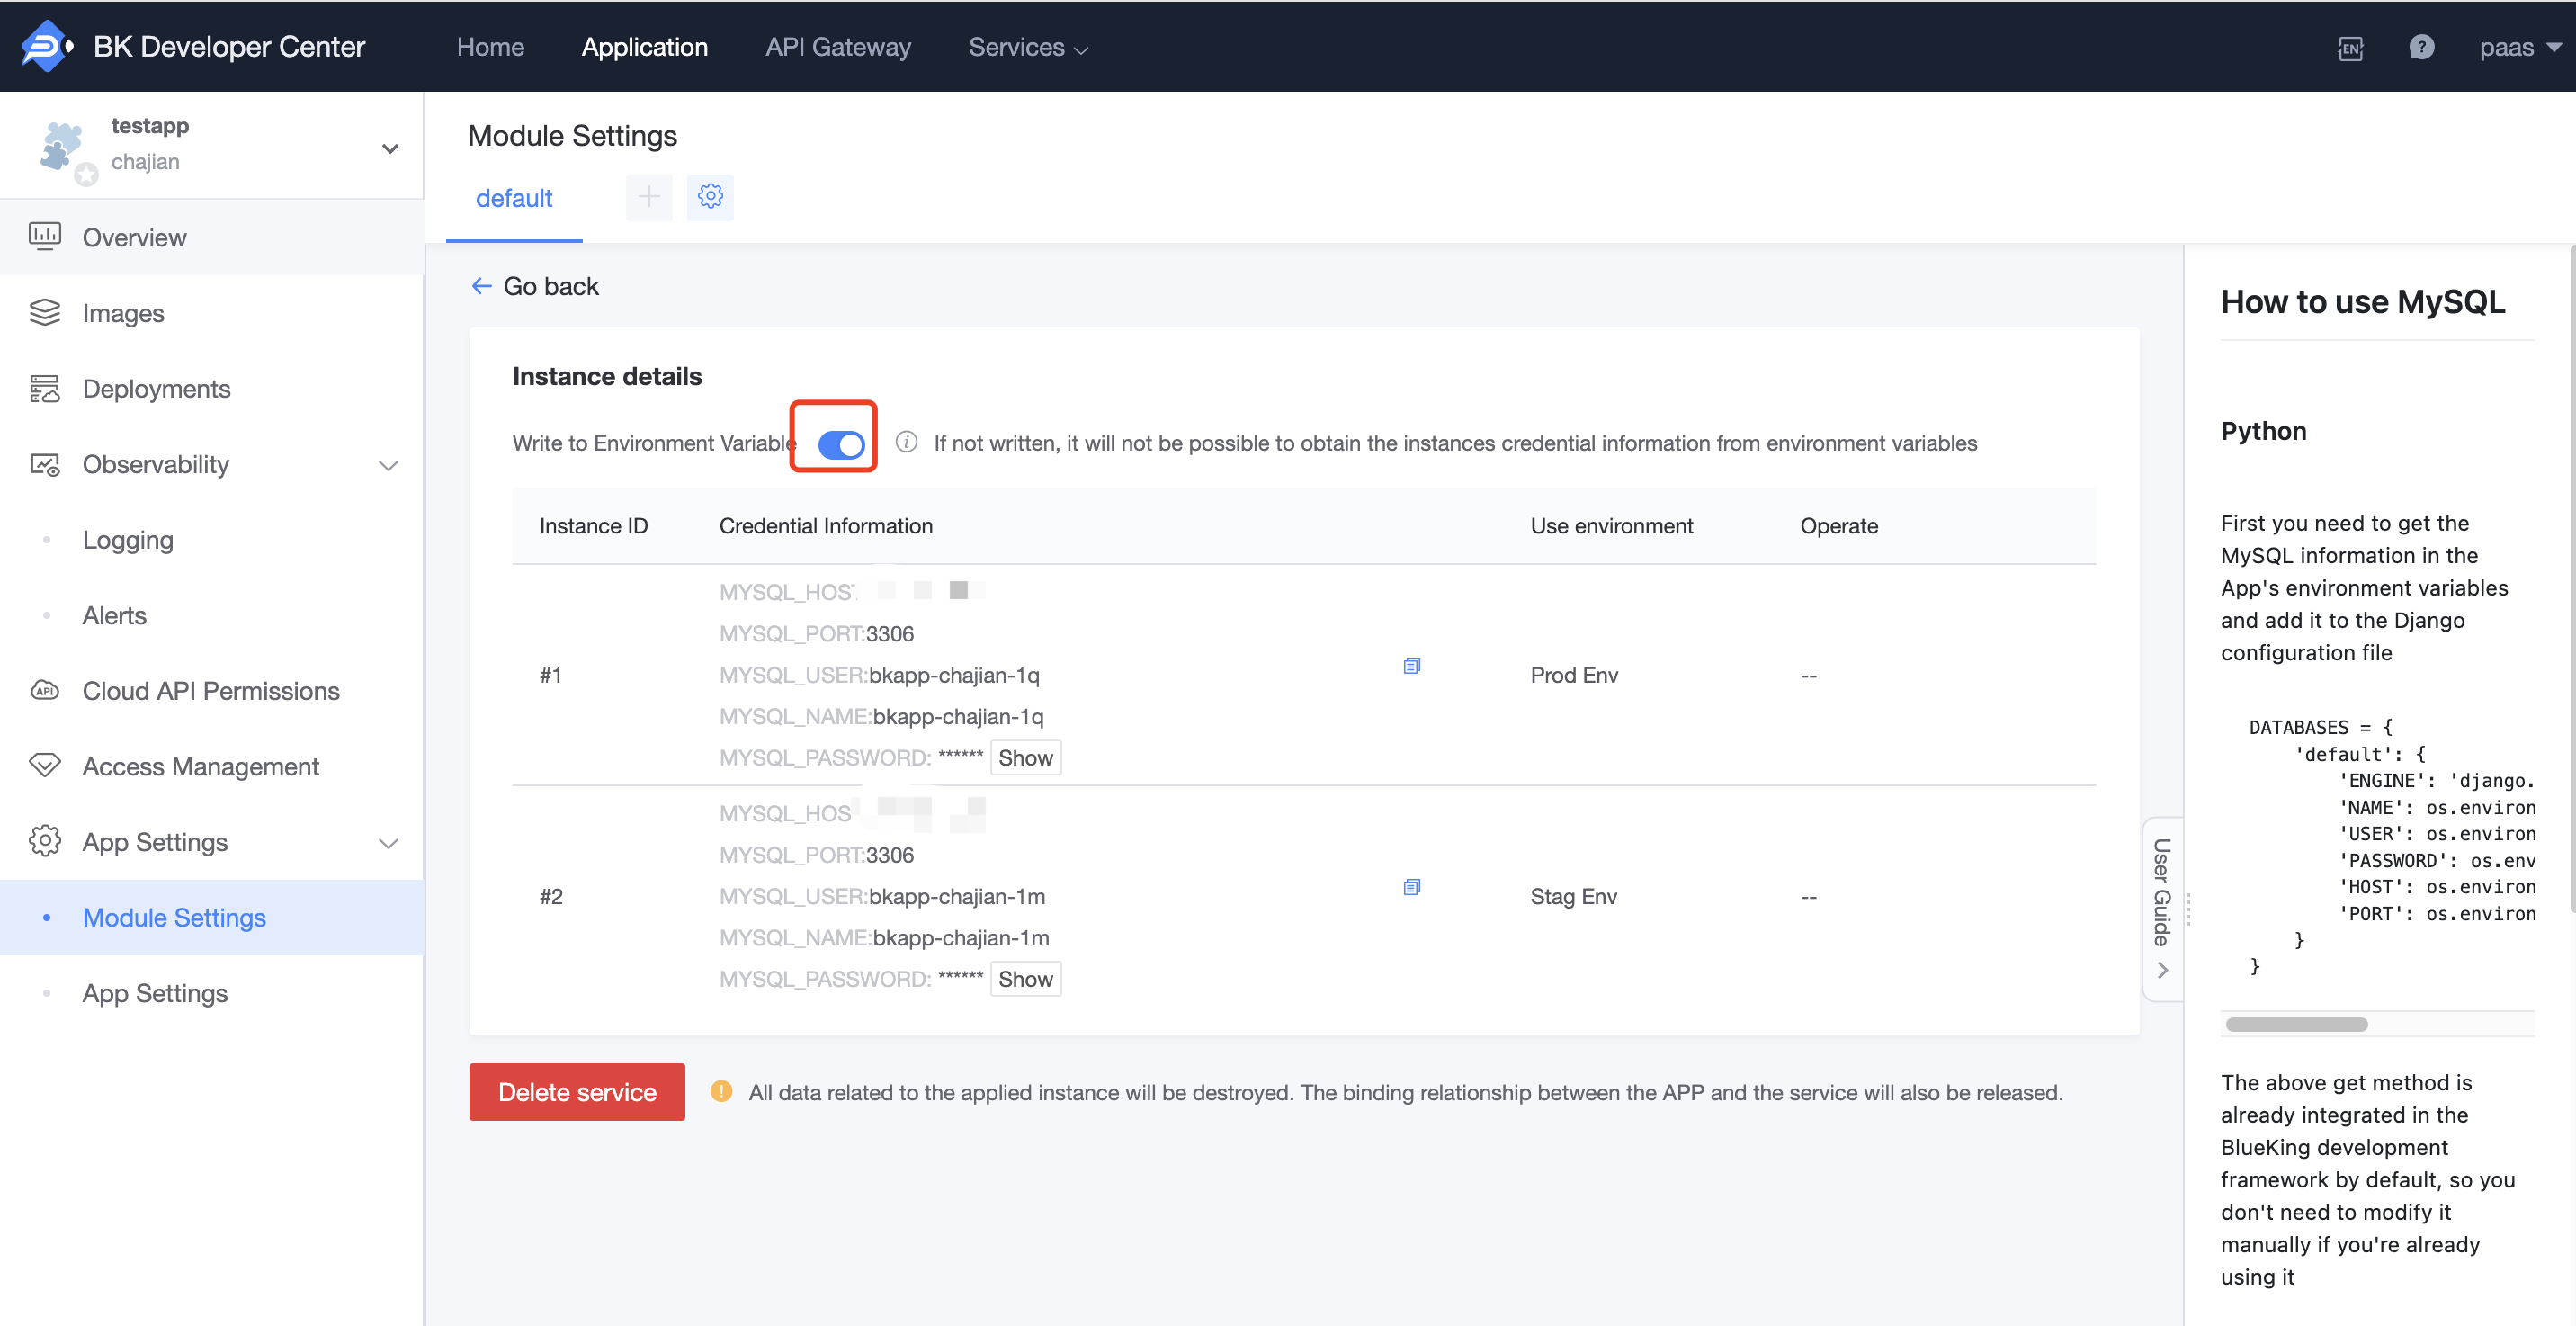 BK Developer Center
Home
Application
API Gateway
Services
EN
?
paas
testapp
chajian
Overview
Images
Deployments
Observability
Logging
Alerts
API
Cloud API Permissions
Access Management
App Settings
Module Settings
App Settings
Module Settings
default
Go back
Instance details
Write to Environment Variable
If not written, it will not be possible to obtain the instances credential information from environment variables
Instance ID
Credential Information
Use environment
Operate
#1
MYSQL_HOST
MYSQL_PORT:3306
MYSQL_USER:bkapp-chajian-1q
MYSQL_NAME:bkapp-chajian-1q
MYSQL_PASSWORD: ****** Show
Prod Env
--
#2
MYSQL_HOS
MYSQL_PORT:3306
MYSQL_USER:bkapp-chajian-1m
MYSQL_NAME:bkapp-chajian-1m
MYSQL_PASSWORD: ****** Show
Stag Env
--
Delete service
All data related to the applied instance will be destroyed. The binding relationship between the APP and the service will also be released.
User Guide
How to use MySQL
Python
First you need to get the
MySQL information in the
App's environment variables
and add it to the Django
configuration file
DATABASES = {
'default': {
'ENGINE': 'django.
'NAME': os.environ
'USER': os.environ
'PASSWORD': os.env
'HOST': os.environ
'PORT': os.environ
}
}
The above get method is
already integrated in the
BlueKing development
framework by default, so you
don't need to modify it
manually if you're already
using it